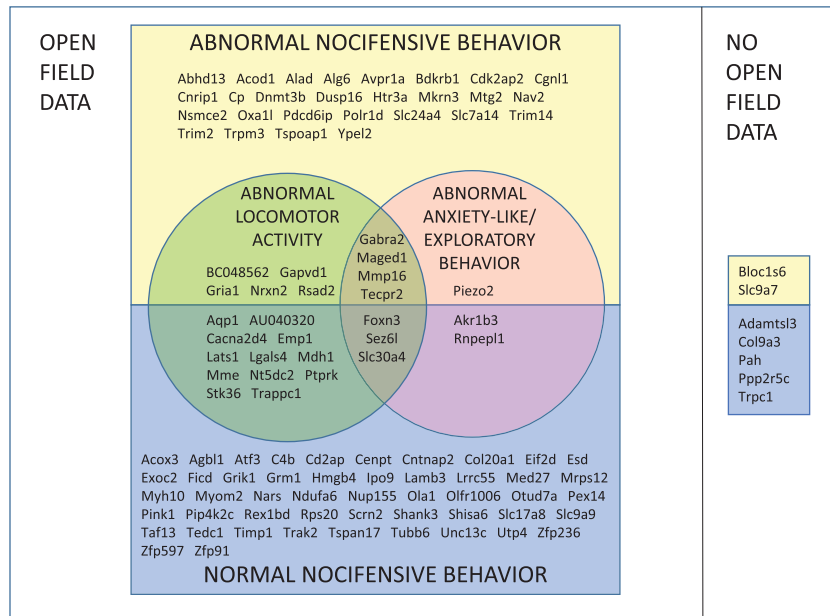 OPEN
FIELD
DATA
ABNORMAL NOCIFENSIVE BEHAVIOR
Abhd13 Acod1 Alad Alg6 Avpr1a Bdkrb1 Cdk2ap2 Cgnl1
Cnrip1 Cp Dnmt3b Dusp16 Htr3a Mkrn3 Mtg2 Nav2
Nsmce2 Oxa1l Pdcd6ip Polr1d Slc24a4 Slc7a14 Trim14
Trim2 Trpm3 Tspoap1 Ypel2
ABNORMAL
LOCOMOTOR
ACTIVITY
BC048562 Gapvd1
Gria1 Nrxn2 Rsad2
Gabra2
Maged1
Mmp16
Tecpr2
ABNORMAL
ANXIETY-LIKE/
EXPLORATORY
BEHAVIOR
Piezo2
Aqp1 AU040320
Cacna2d4 Emp1
Lats1 Lgals4 Mdh1
Mme Nt5dc2 Ptprk
Stk36 Trappc1
Foxn3
Sez6l
Slc30a4
Akr1b3
Rnpepl1
Acox3 Agbl1 Atf3 C4b Cd2ap Cenpt Cntnap2 Col20a1 Eif2d Esd
Exoc2 Ficd Grik1 Grm1 Hmgb4 Ipo9 Lamb3 Lrrc55 Med27 Mrps12
Myh10 Myom2 Nars Ndufa6 Nup155 Ola1 Olfr1006 Otud7a Pex14
Pink1 Pip4k2c Rex1bd Rps20 Scrn2 Shank3 Shisa6 Slc17a8 Slc9a9
Taf13 Tedc1 Timp1 Trak2 Tspan17 Tubb6 Unc13c Utp4 Zfp236
Zfp597 Zfp91
NORMAL NOCIFENSIVE BEHAVIOR
NO
OPEN
FIELD
DATA
Bloc1s6
Slc9a7
Adamtsl3
Col9a3
Pah
Ppp2r5c
Trpc1